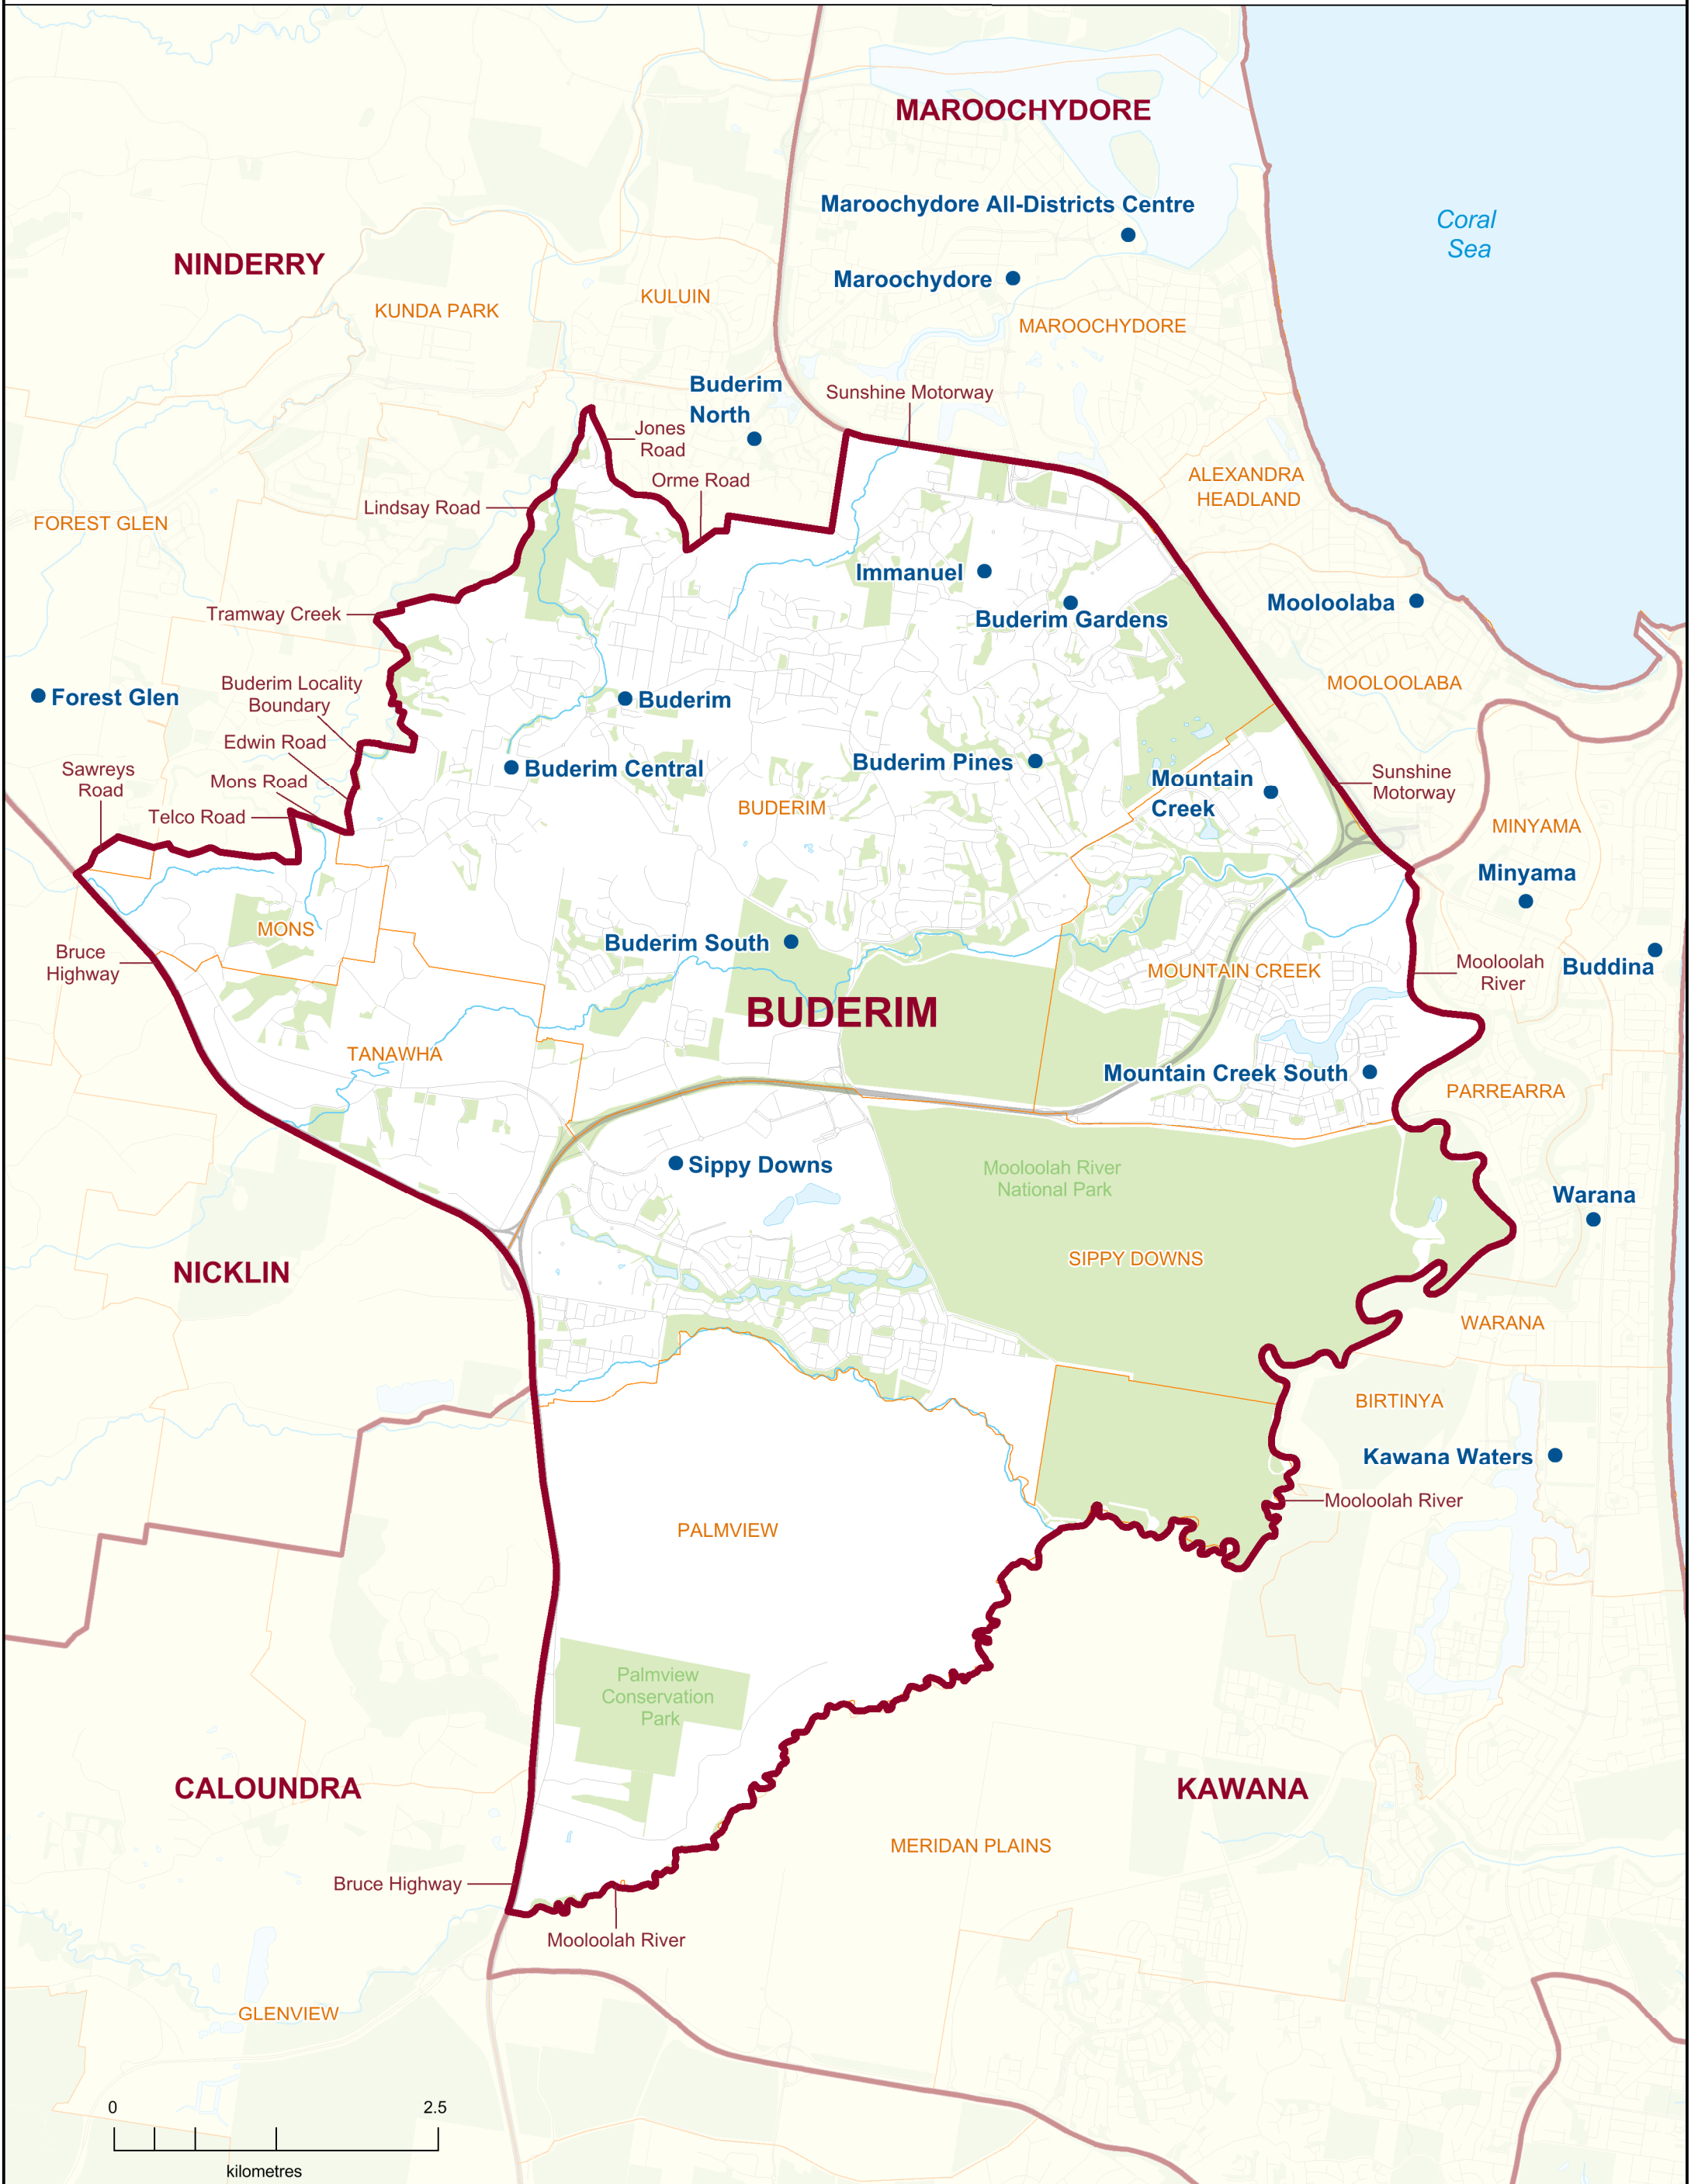 MAROOCHYDORE
Maroochydore All-Districts Centre
Coral
Sea
NINDERRY
Maroochydore
KUNDA PARK
KULUIN
MAROOCHYDORE
Buderim
North
Sunshine Motorway
Jones
Road
Orme Road
ALEXANDRA
HEADLAND
Lindsay Road
FOREST GLEN
Immanuel
Buderim Gardens
Mooloolaba
Tramway Creek
Forest Glen
Buderim Locality
Boundary
Buderim
MOOLOOLABA
Edwin Road
Sawreys
Road
Mons Road
Telco Road
Buderim Central
Buderim Pines
BUDERIM
Mountain
Creek
Sunshine
Motorway
MINYAMA
Minyama
MONS
Bruce
Highway
Buderim South
MOUNTAIN CREEK
Mooloolah
River
Buddina
BUDERIM
TANAWHA
Mountain Creek South
PARREARRA
Sippy Downs
Mooloolah River
National Park
Warana
NICKLIN
SIPPY DOWNS
WARANA
BIRTINYA
Kawana Waters
Mooloolah River
PALMVIEW
Palmview
Conservation
Park
CALOUNDRA
KAWANA
MERIDAN PLAINS
Bruce Highway
Mooloolah River
GLENVIEW
0 2.5
kilometres